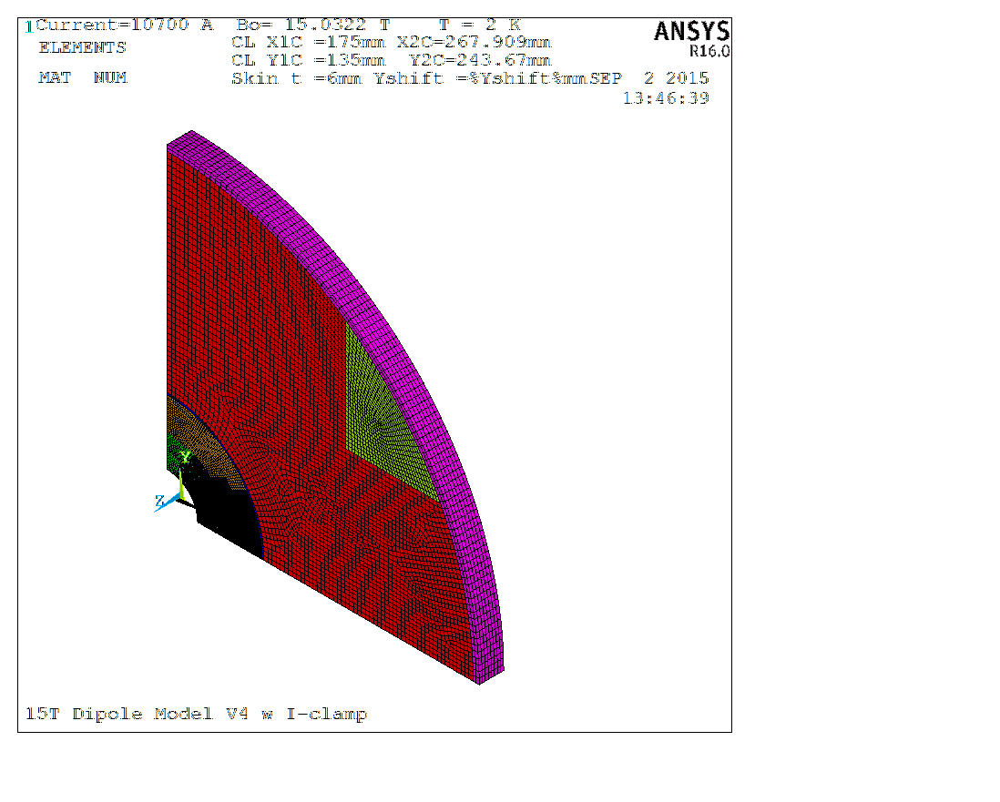 1Current=10700 A  Bo= 15.0322 T    T = 2 K
ANSYS
R16.0
ELEMENTS
CL X1C =175mm X2C=267.909mm
CL Y1C =135mm  Y2C=243.67mm
MAT  NUM
Skin t =6mm Yshift =%Yshift%mm
SEP  2 2015
13:46:39
Y
Z
15T Dipole Model V4 w I-clamp